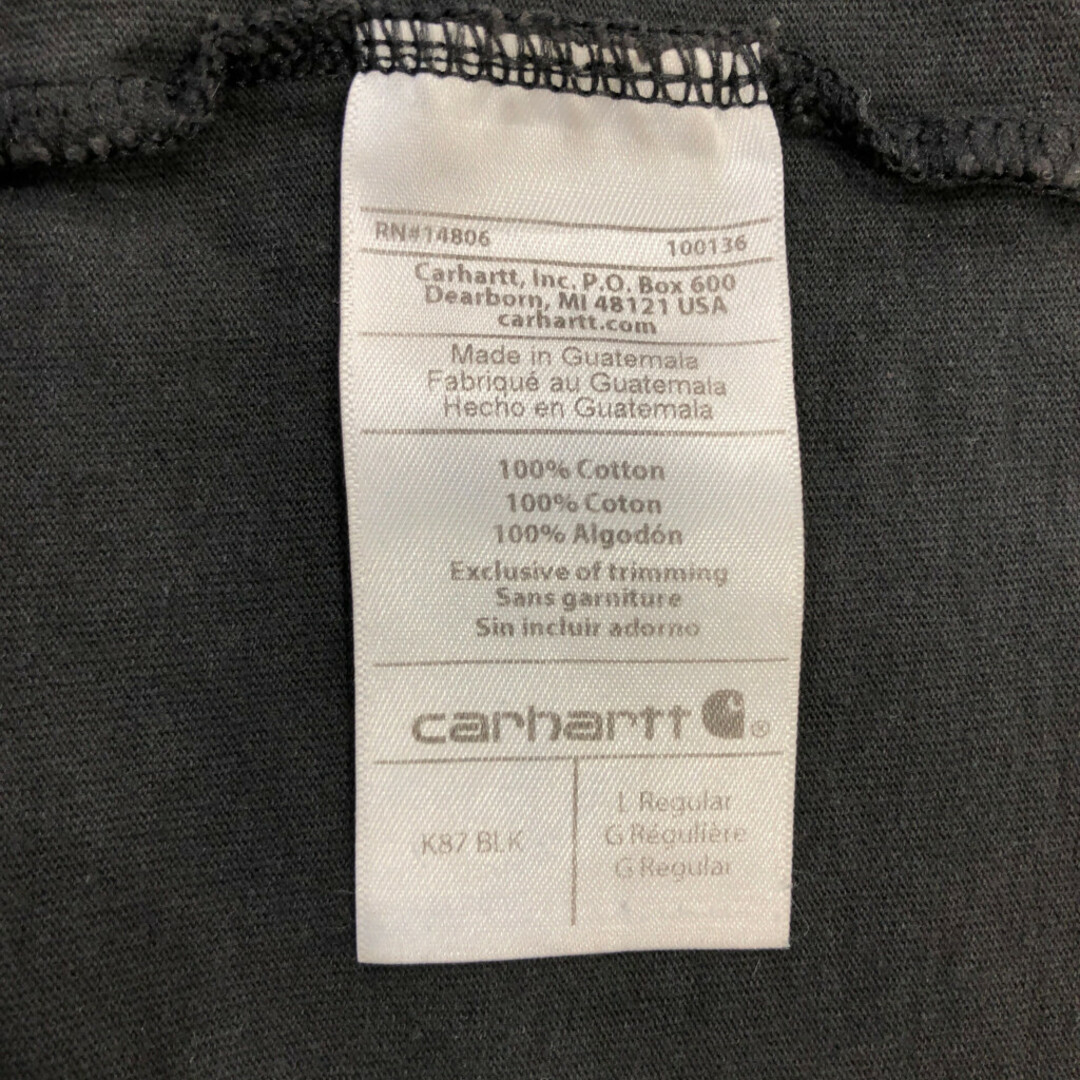 RN#14806 100136
Carhartt, Inc. P.O. Box 600
Dearborn, MI 48121 USA
carhartt.com
Made in Guatemala
Fabriqué au Guatemala
Hecho en Guatemala
100% Cotton
100% Coton
100% Algodón
Exclusive of trimming
Sans garniture
Sin incluir adorno
carhartt ®
K87 BLK
L Regular
G Régulière
G Regular